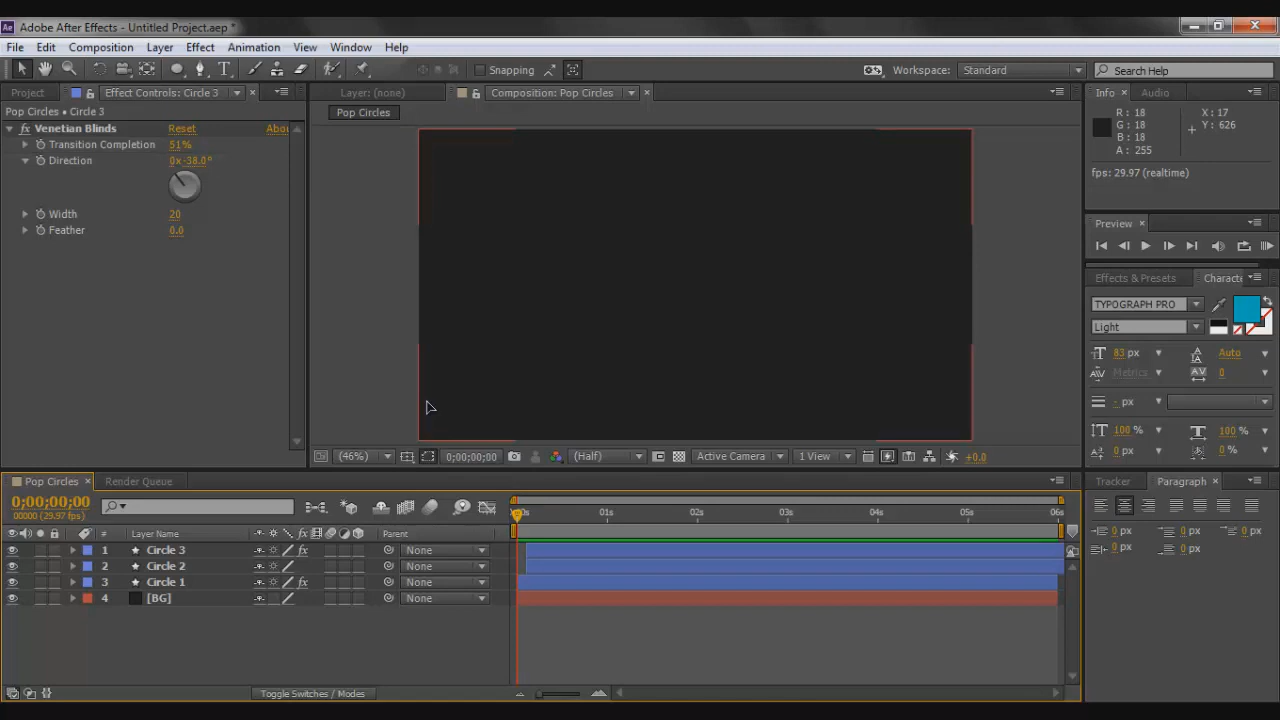 Ae Adobe After Effects - Untitled Project.aep *
File Edit Composition Layer Effect Animation View Window Help
T Snapping Workspace: Standard Search Help
Project Effect Controls: Circle 3 Layer: (none) Composition: Pop Circles Info Audio
Pop Circles • Circle 3 Pop Circles
R : 18 X : 17
G : 18 Y : 626
B : 18
A : 255
fx Venetian Blinds Reset Abou
Transition Completion 51%
Direction 0x-38.0°
Width 20
Feather 0.0
fps: 29.97 (realtime)
Preview
Effects & Presets Characte
TYPOGRAPH PRO
Light
83 px Auto
Metrics 0
- px
100 % 100 %
0 px 0 %
(46%) 0;00;00;00 (Half) Active Camera 1 View +0.0
Pop Circles Render Queue Tracker Paragraph
0;00;00;00
00000 (29.97 fps)
01s 02s 03s 04s 05s 06s
# Layer Name fx Parent
1 Circle 3 fx None
2 Circle 2 None
3 Circle 1 fx None
4 [BG] None
0 px 0 px 0 px
0 px 0 px
Toggle Switches / Modes